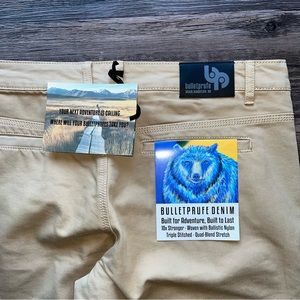 YOUR NEXT ADVENTURE IS CALLING
WHERE WILL YOUR BULLETPRUFES TAKE YOU?
bp
bulletprufe
BULLETPRUFE DENIM
Built for Adventure, Built to Last
10x Stronger - Woven with Ballistic Nylon
Triple Stitched - Quad-Blend Stretch